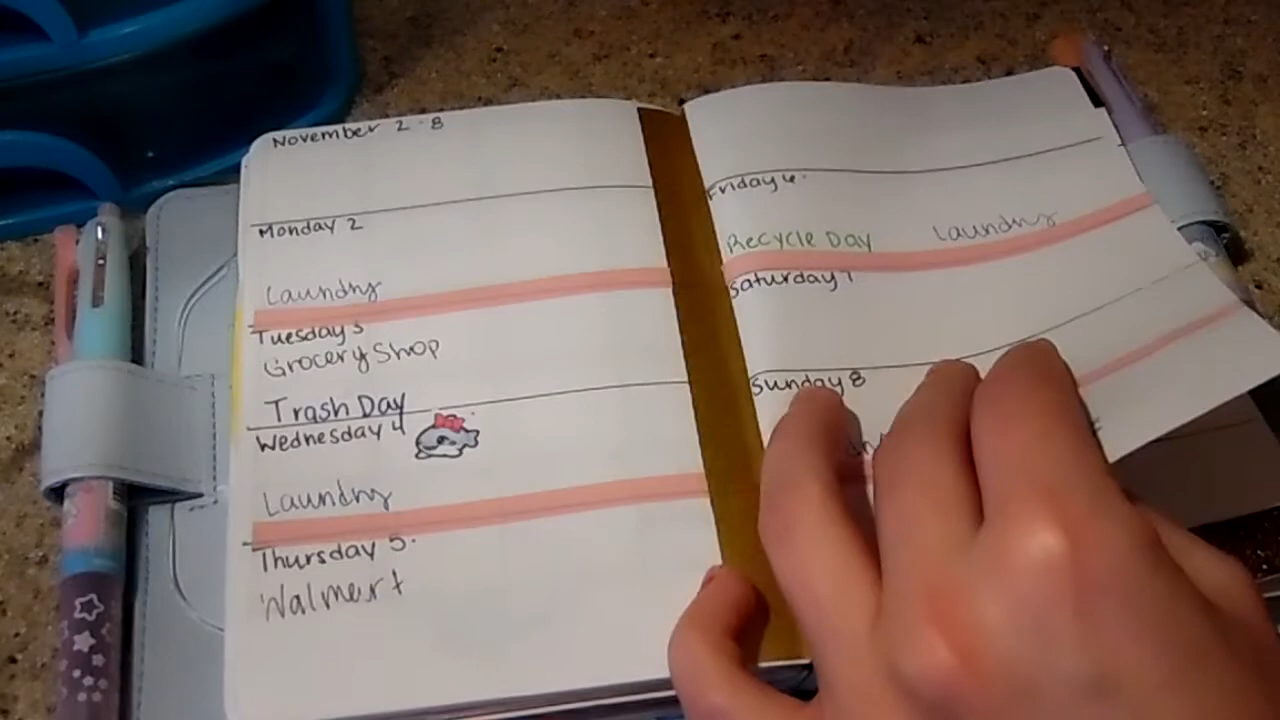 November 2-8
Monday 2
Laundry
Tuesday 3
Grocery Shop
Trash Day
Wednesday 4
Laundry
Thursday 5.
Walmart
Friday 6.
Recycle Day
Laundry
Saturday 7
Sunday 8